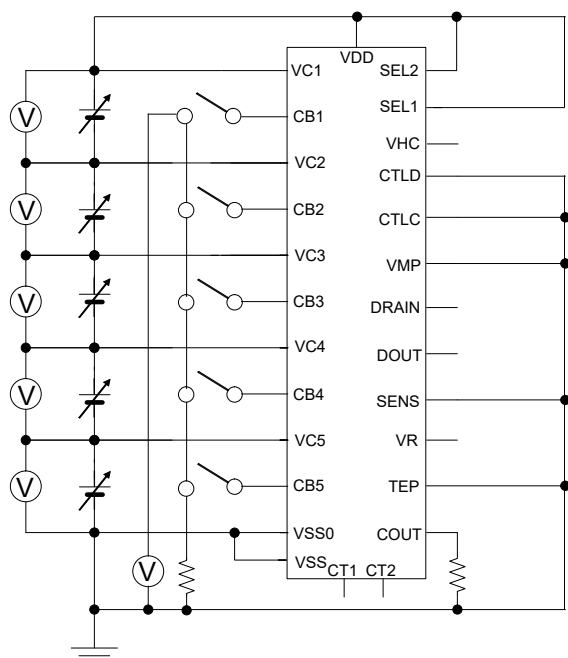 VDD
VC1
SEL2
V
CB1
SEL1
VC2
VHC
CTLD
V
CB2
CTLC
VC3
VMP
V
CB3
DRAIN
VC4
DOUT
V
CB4
SENS
VC5
VR
V
CB5
TEP
VSS0
COUT
VSS
V
CT1
CT2